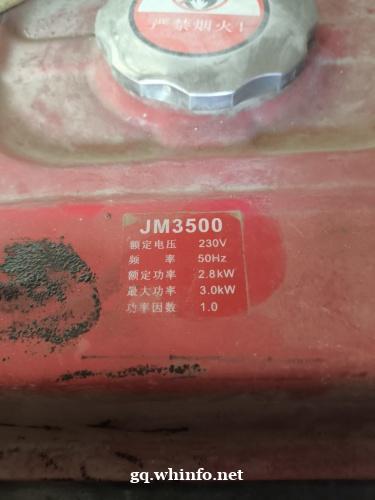 严禁烟火!
JM3500
额定电压 230V
频 率 50Hz
额定功率 2.8kW
最大功率 3.0kW
功率因数 1.0
gq.whinfo.net